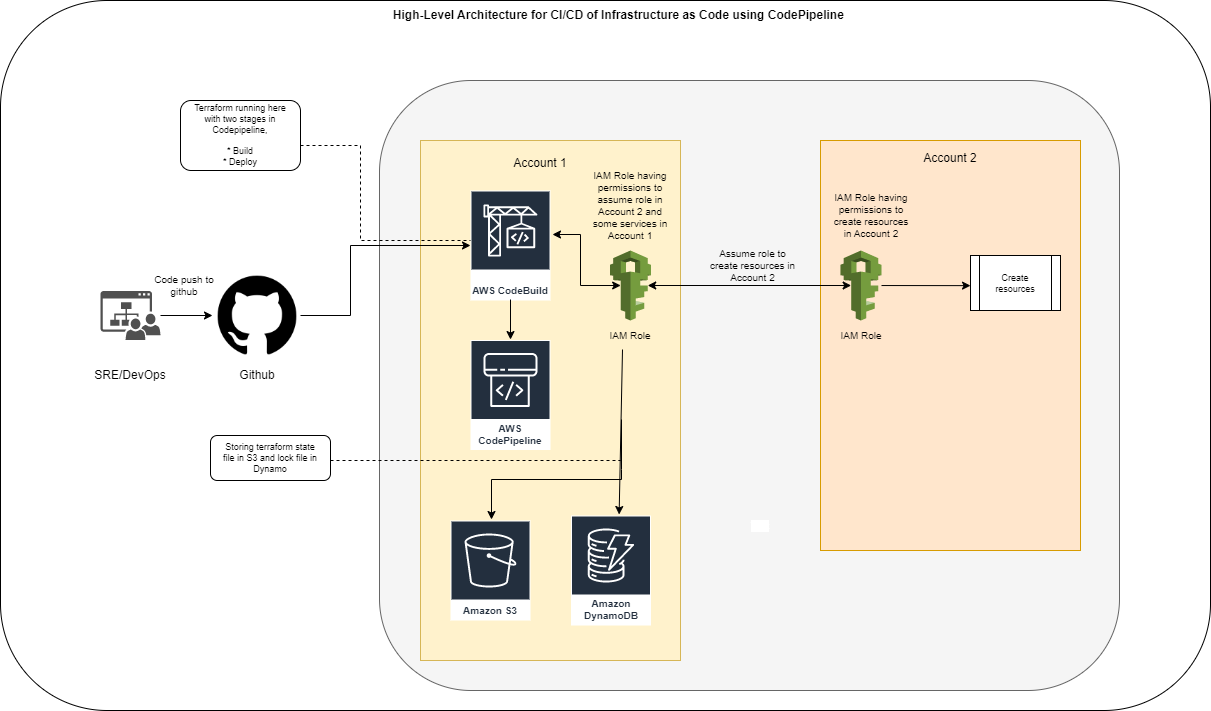 High-Level Architecture for CI/CD of Infrastructure as Code using CodePipeline
Terraform running here
with two stages in
Codepipeline,
* Build
* Deploy
Account 1
IAM Role having
permissions to
assume role in
Account 2 and
some services in
Account 1
AWS CodeBuild
IAM Role
AWS
CodePipeline
Code push to
github
SRE/DevOps
Github
Storing terraform state
file in S3 and lock file in
Dynamo
Amazon S3
Amazon
DynamoDB
Assume role to
create resources in
Account 2
Account 2
IAM Role having
permissions to
create resources
in Account 2
IAM Role
Create
resources